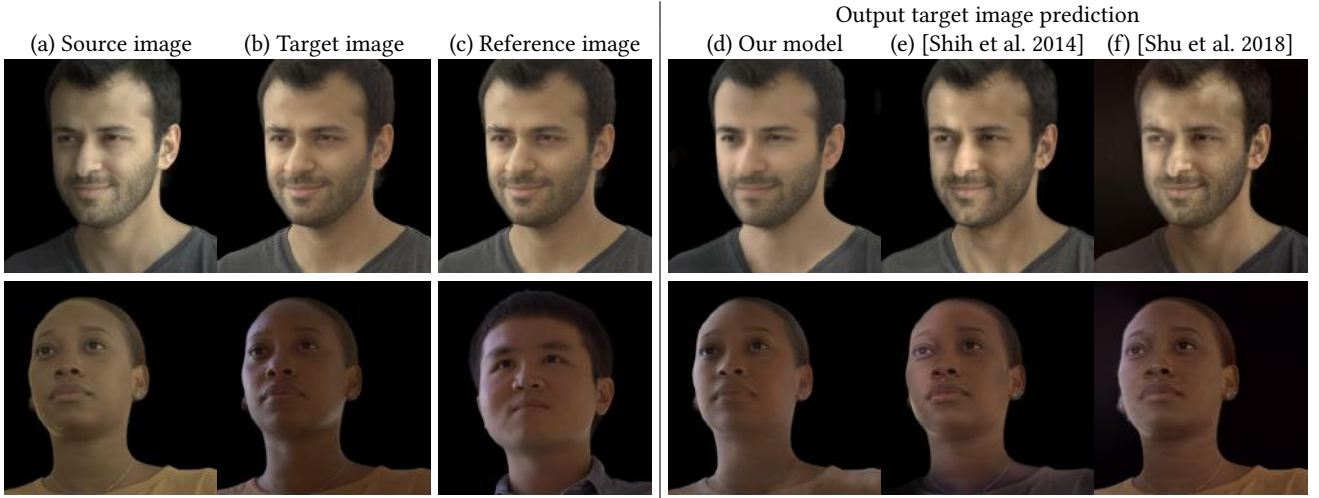 Output target image prediction
(a) Source image (b) Target image (c) Reference image (d) Our model (e) [Shih et al. 2014] (f) [Shu et al. 2018]